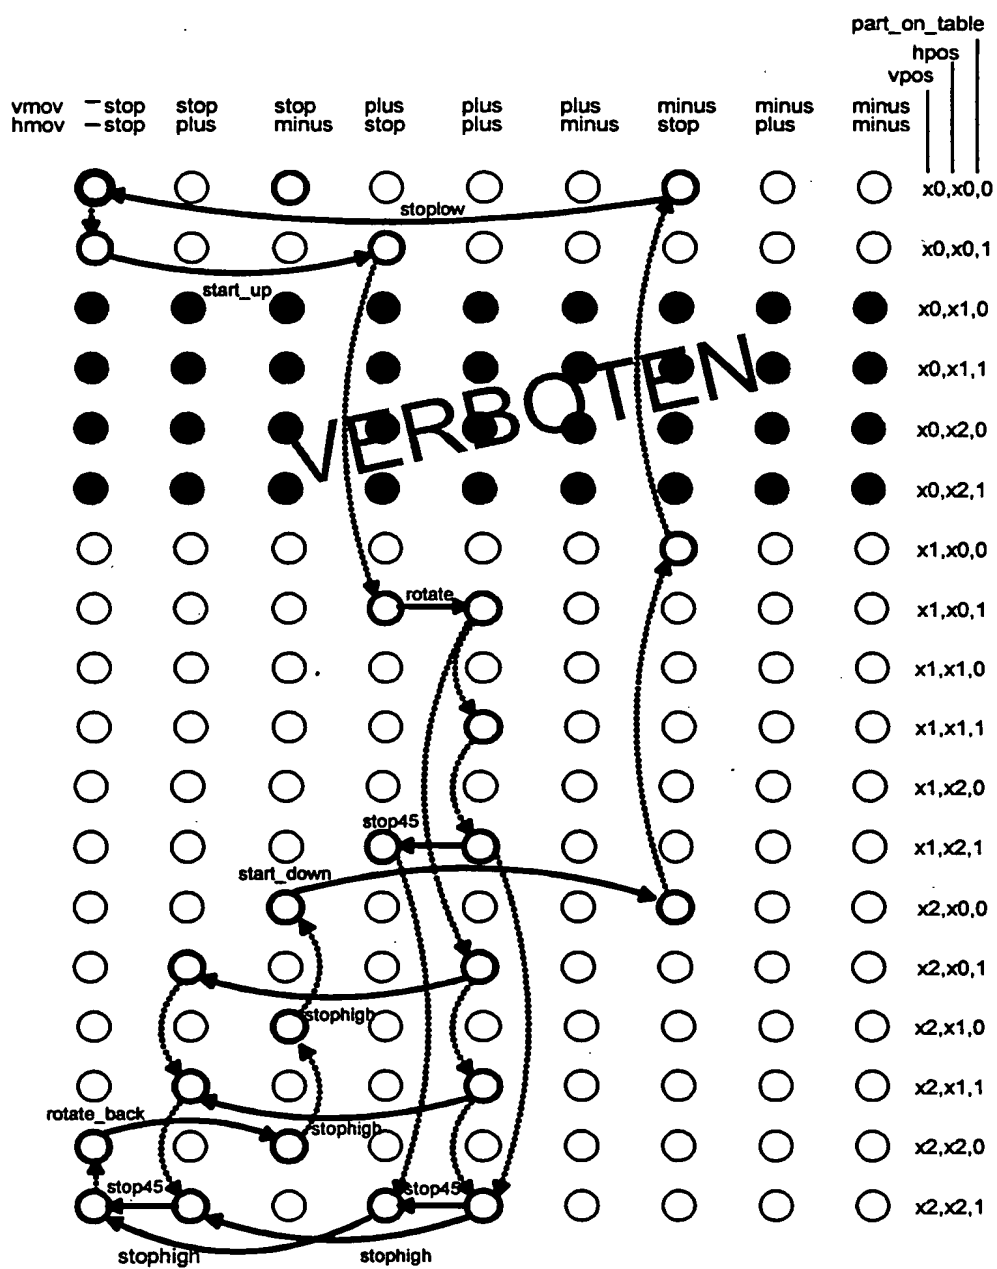 part_on_table
hpos
vpos
vmov – stop stop stop plus plus plus minus minus minus
hmov – stop plus minus stop plus minus stop plus minus
x0,x0,0
stoplow
x0,x0,1
start_up
x0,x1,0
x0,x1,1
VERBOTEN
x0,x2,0
x0,x2,1
x1,x0,0
rotate
x1,x0,1
x1,x1,0
x1,x1,1
x1,x2,0
stop45
x1,x2,1
start_down
x2,x0,0
x2,x0,1
stophigh
x2,x1,0
x2,x1,1
rotate_back
stophigh
x2,x2,0
stop45 stop45
x2,x2,1
stophigh stophigh